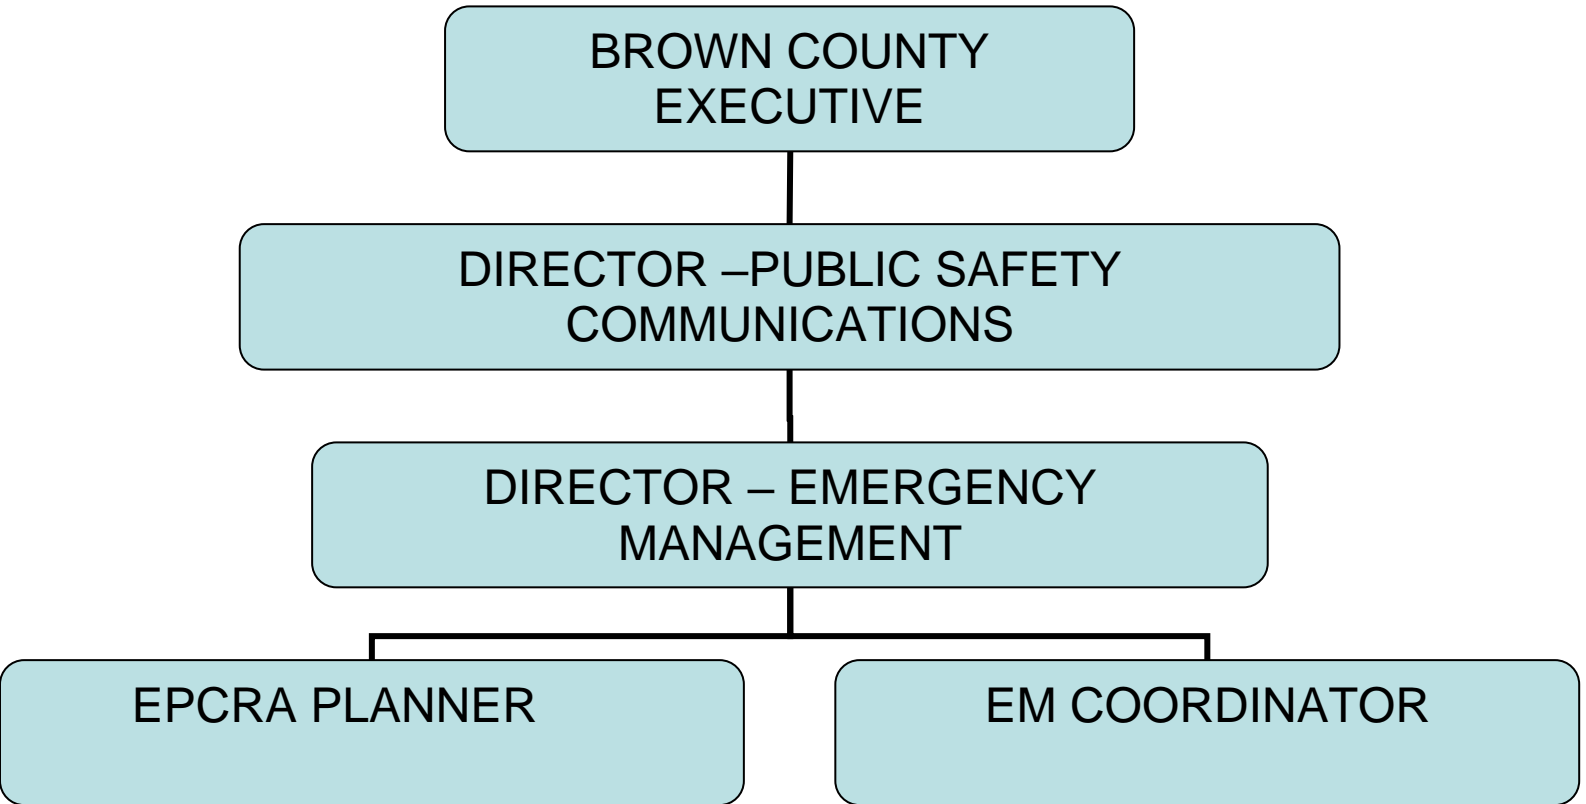 BROWN COUNTY
EXECUTIVE
DIRECTOR –PUBLIC SAFETY
COMMUNICATIONS
DIRECTOR – EMERGENCY
MANAGEMENT
EPCRA PLANNER
EM COORDINATOR